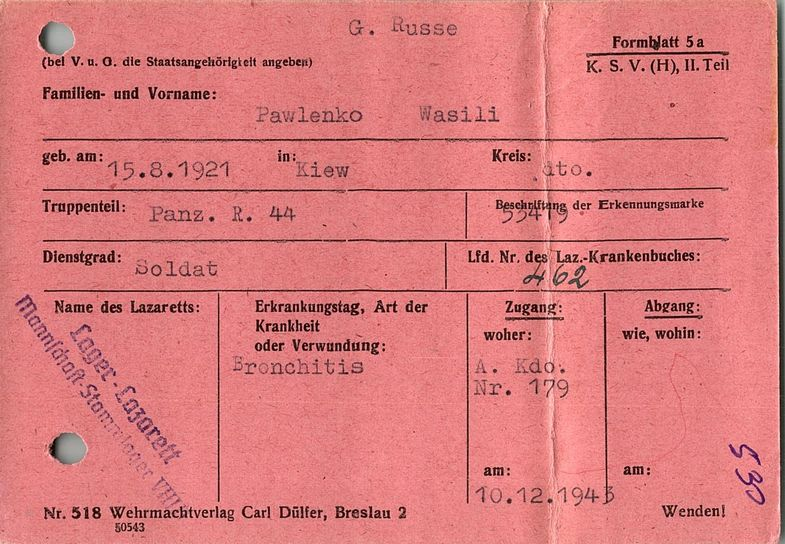 G. Russe
(bei V. u. G. die Staatsangehörigkeit angeben)
Formblatt 5a
K. S. V. (H), II. Teil
Familien- und Vorname:
Pawlenko Wasili
geb. am: 15.8.1921 in: Kiew Kreis: dto.
Truppenteil: Panz. R. 44
Beschriftung der Erkennungsmarke
53419
Dienstgrad: Soldat
Lfd. Nr. des Laz.-Krankenbuches:
462
Name des Lazaretts:
Lager-Lazarett
Mannschaft-Stammlager
Erkrankungstag, Art der
Krankheit
oder Verwundung:
Bronchitis
Zugang:
woher:
A. Kdo.
Nr. 179
am:
10.12.1943
Abgang:
wie, wohin:
am:
530
Wenden!
Nr. 518 Wehrmachtverlag Carl Dülfer, Breslau 2
50543